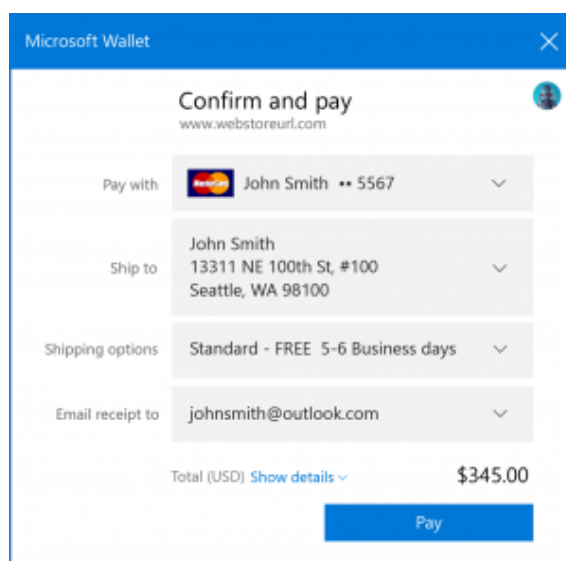 Microsoft Wallet
Confirm and pay
www.webstoreurl.com
Pay with
MasterCard John Smith •• 5567
Ship to
John Smith
13311 NE 100th St, #100
Seattle, WA 98100
Shipping options
Standard - FREE 5-6 Business days
Email receipt to
johnsmith@outlook.com
Total (USD) Show details $345.00
Pay